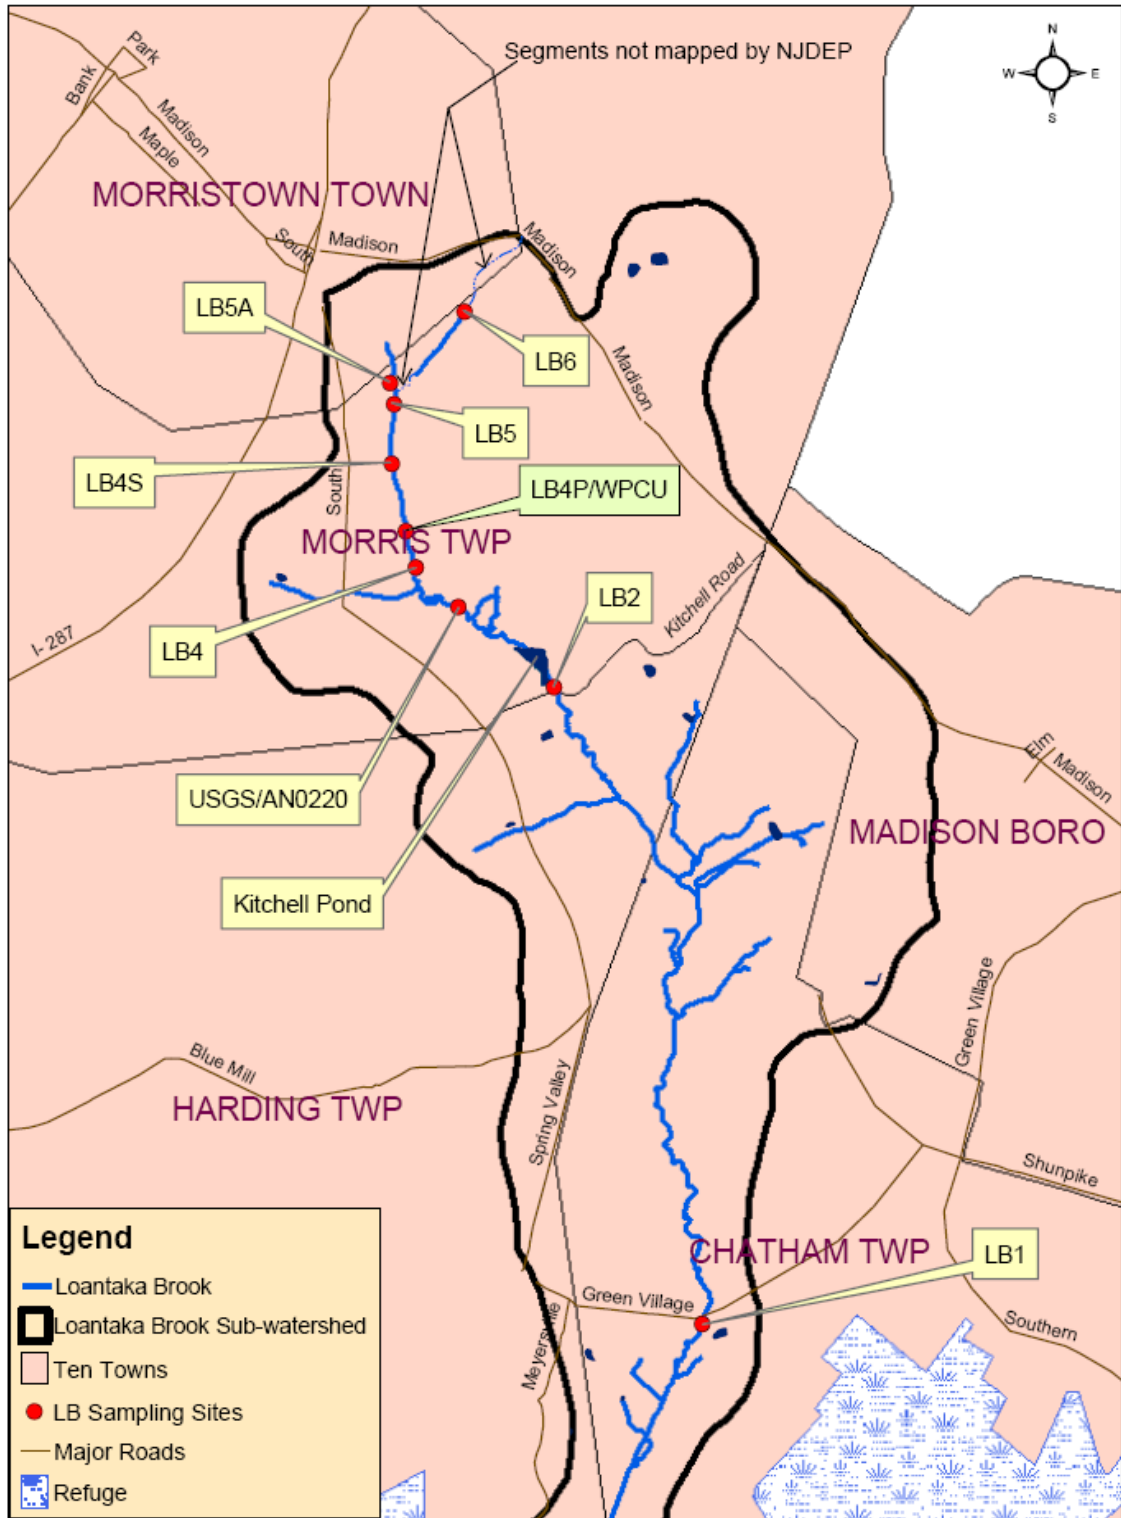 Segments not mapped by NJDEP
N
W
E
S
Park
Bank
Madison
Maple
MORRISTOWN TOWN
South
Madison
Madison
LB5A
LB6
Madison
LB5
LB4S
South
LB4P/WPCU
MORRIS TWP
LB2
Kitchell Road
I- 287
LB4
USGS/AN0220
Elm
Madison
MADISON BORO
Kitchell Pond
Green Village
Blue Mill
HARDING TWP
Spring Valley
Shunpike
CHATHAM TWP
LB1
Green Village
Meyersville
Southern
Legend
Loantaka Brook
Loantaka Brook Sub-watershed
Ten Towns
LB Sampling Sites
Major Roads
Refuge